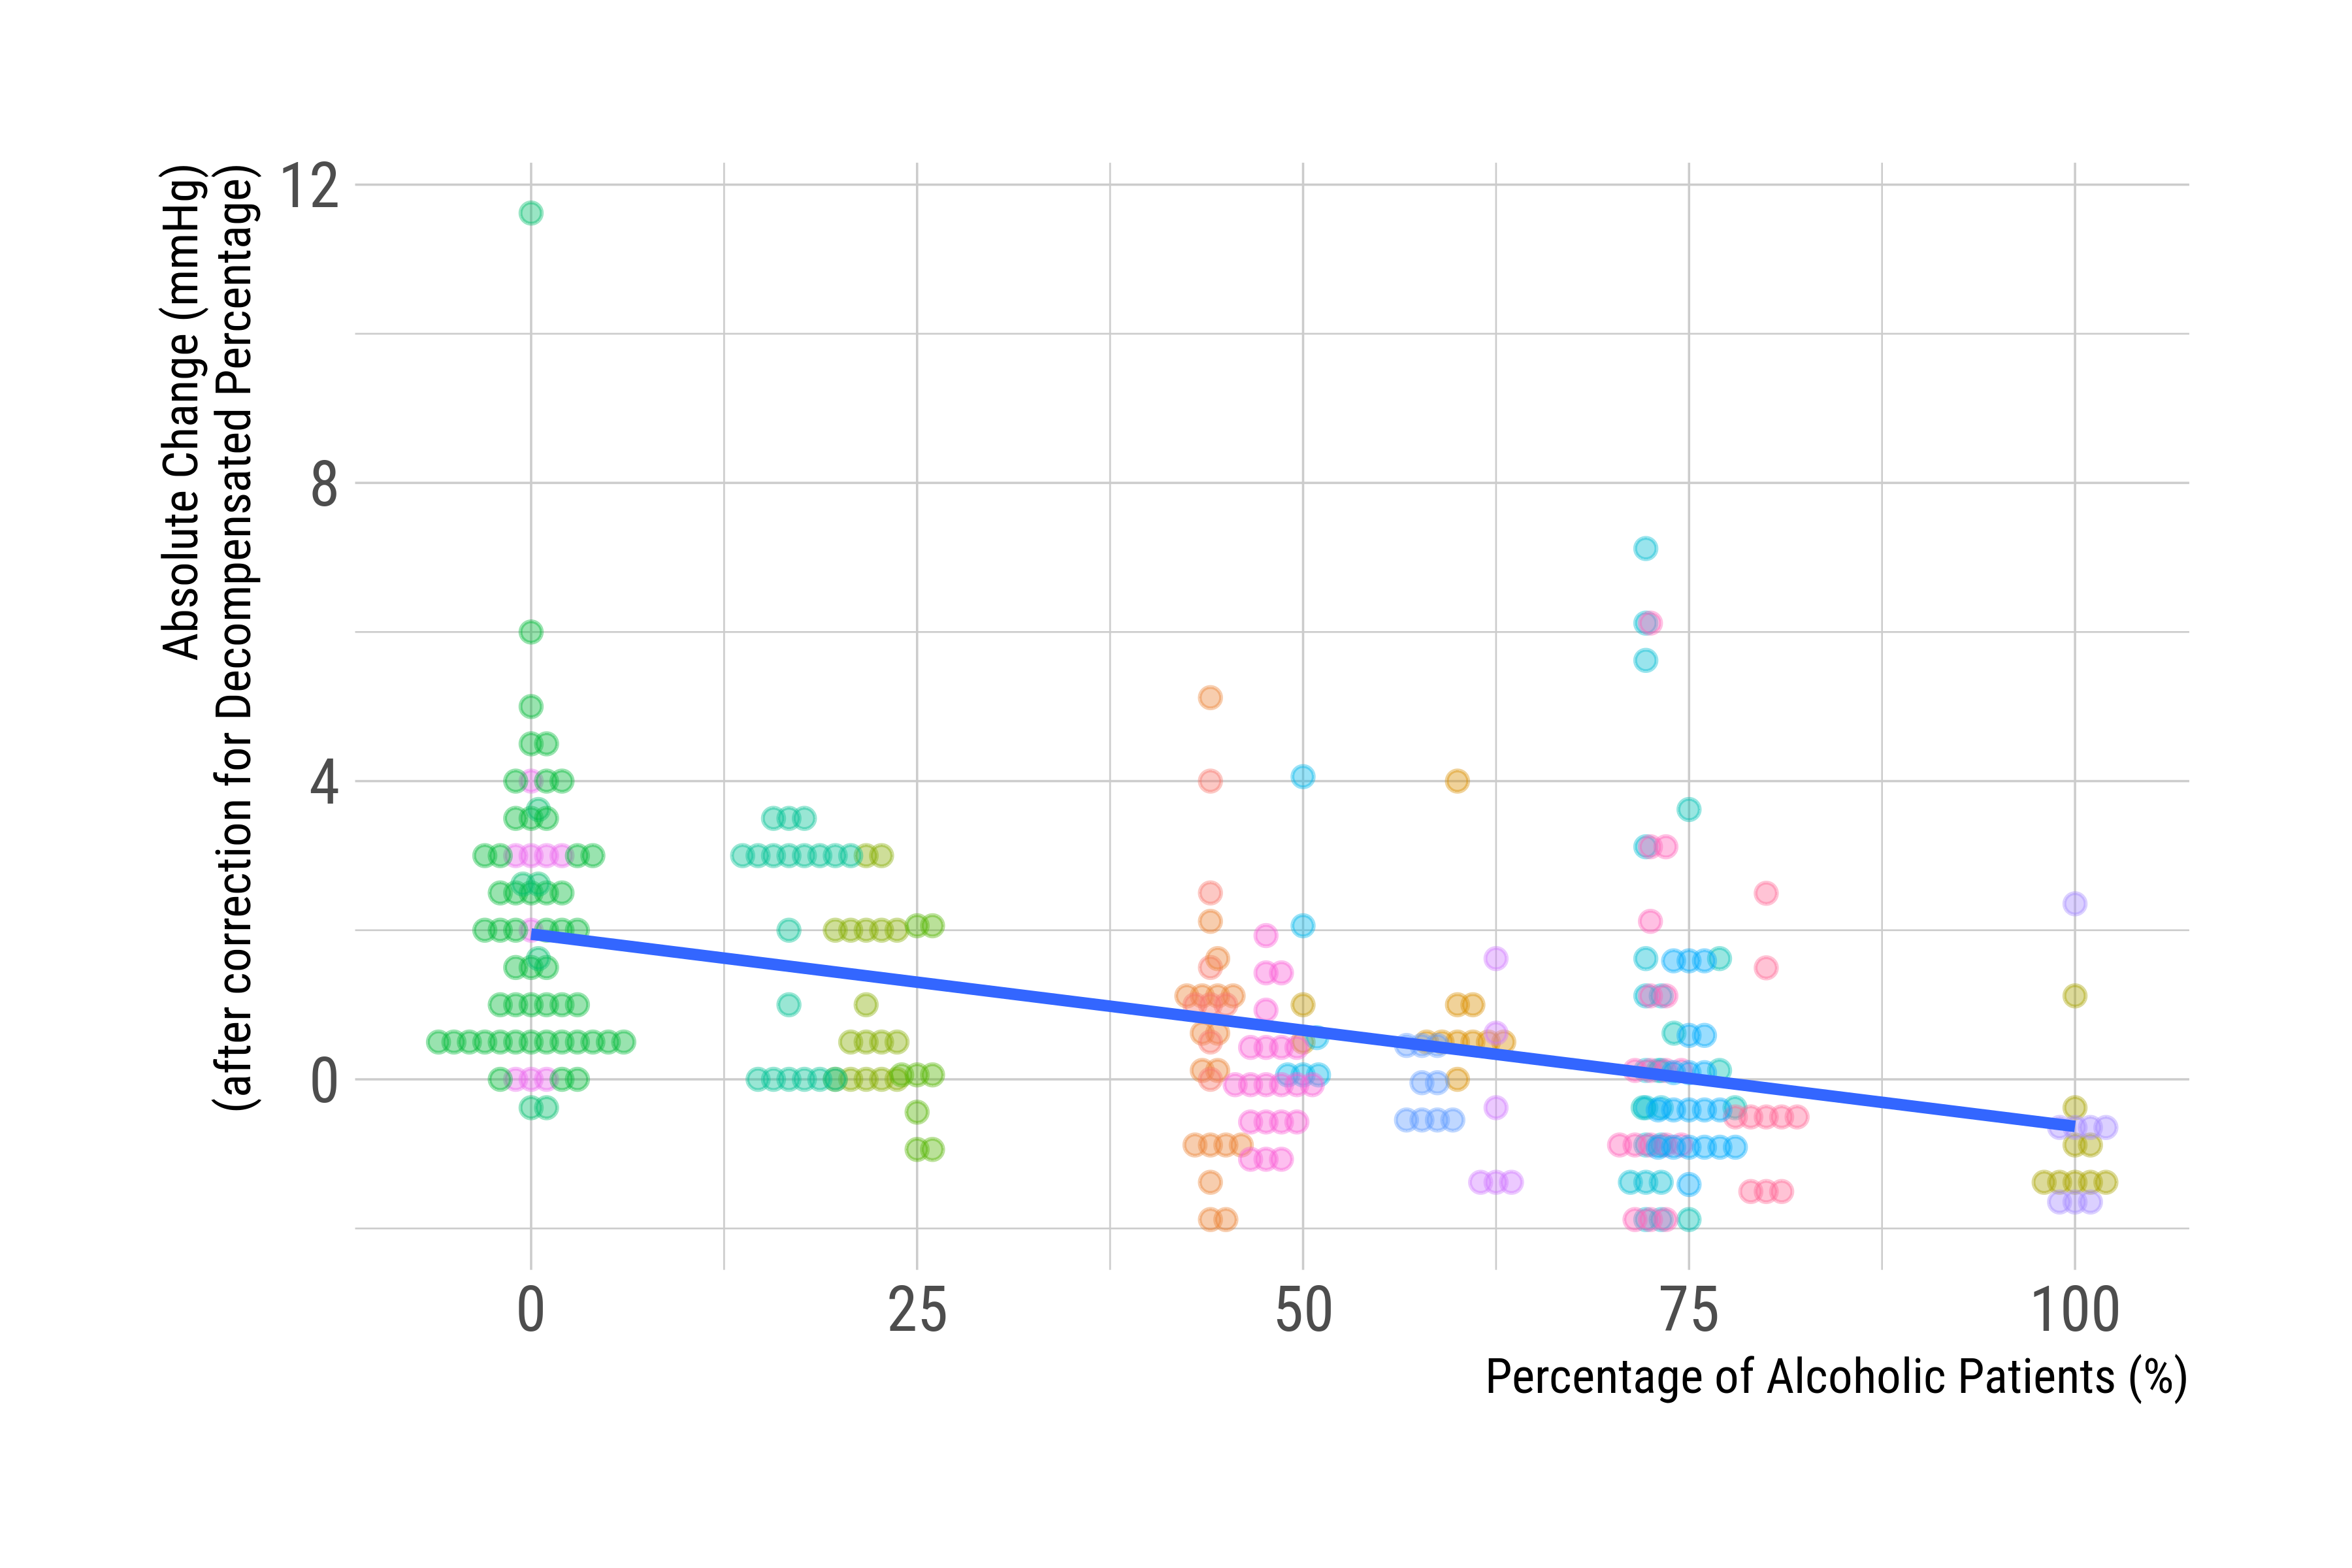 Absolute Change (mmHg)
(after correction for Decompensated Percentage)
12
8
4
0
0 25 50 75 100
Percentage of Alcoholic Patients (%)